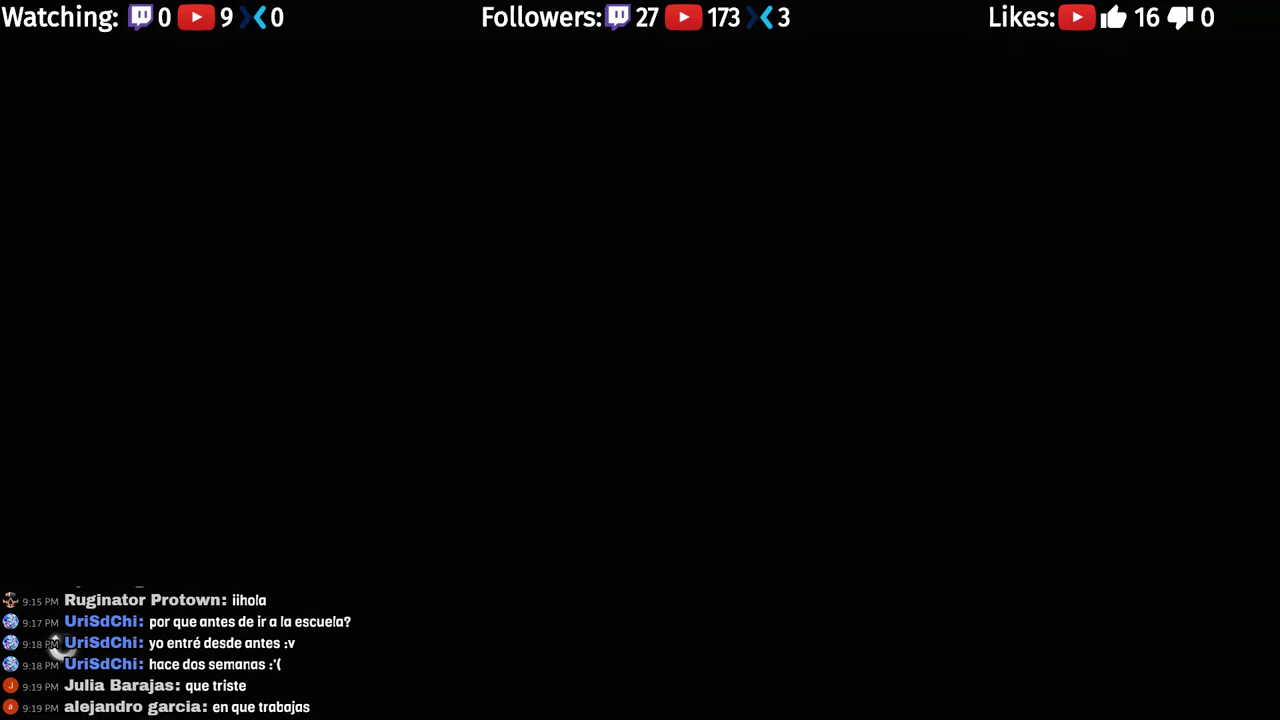 Watching: 0 9 0 Followers: 27 173 3 Likes: 16 0
9:15 PM Ruginator Protown: iihola
9:17 PM UriSdChi: por que antes de ir a la escuela?
9:18 PM UriSdChi: yo entré desde antes :v
9:18 PM UriSdChi: hace dos semanas :'(
J 9:19 PM Julia Barajas: que triste
a 9:19 PM alejandro garcia: en que trabajas